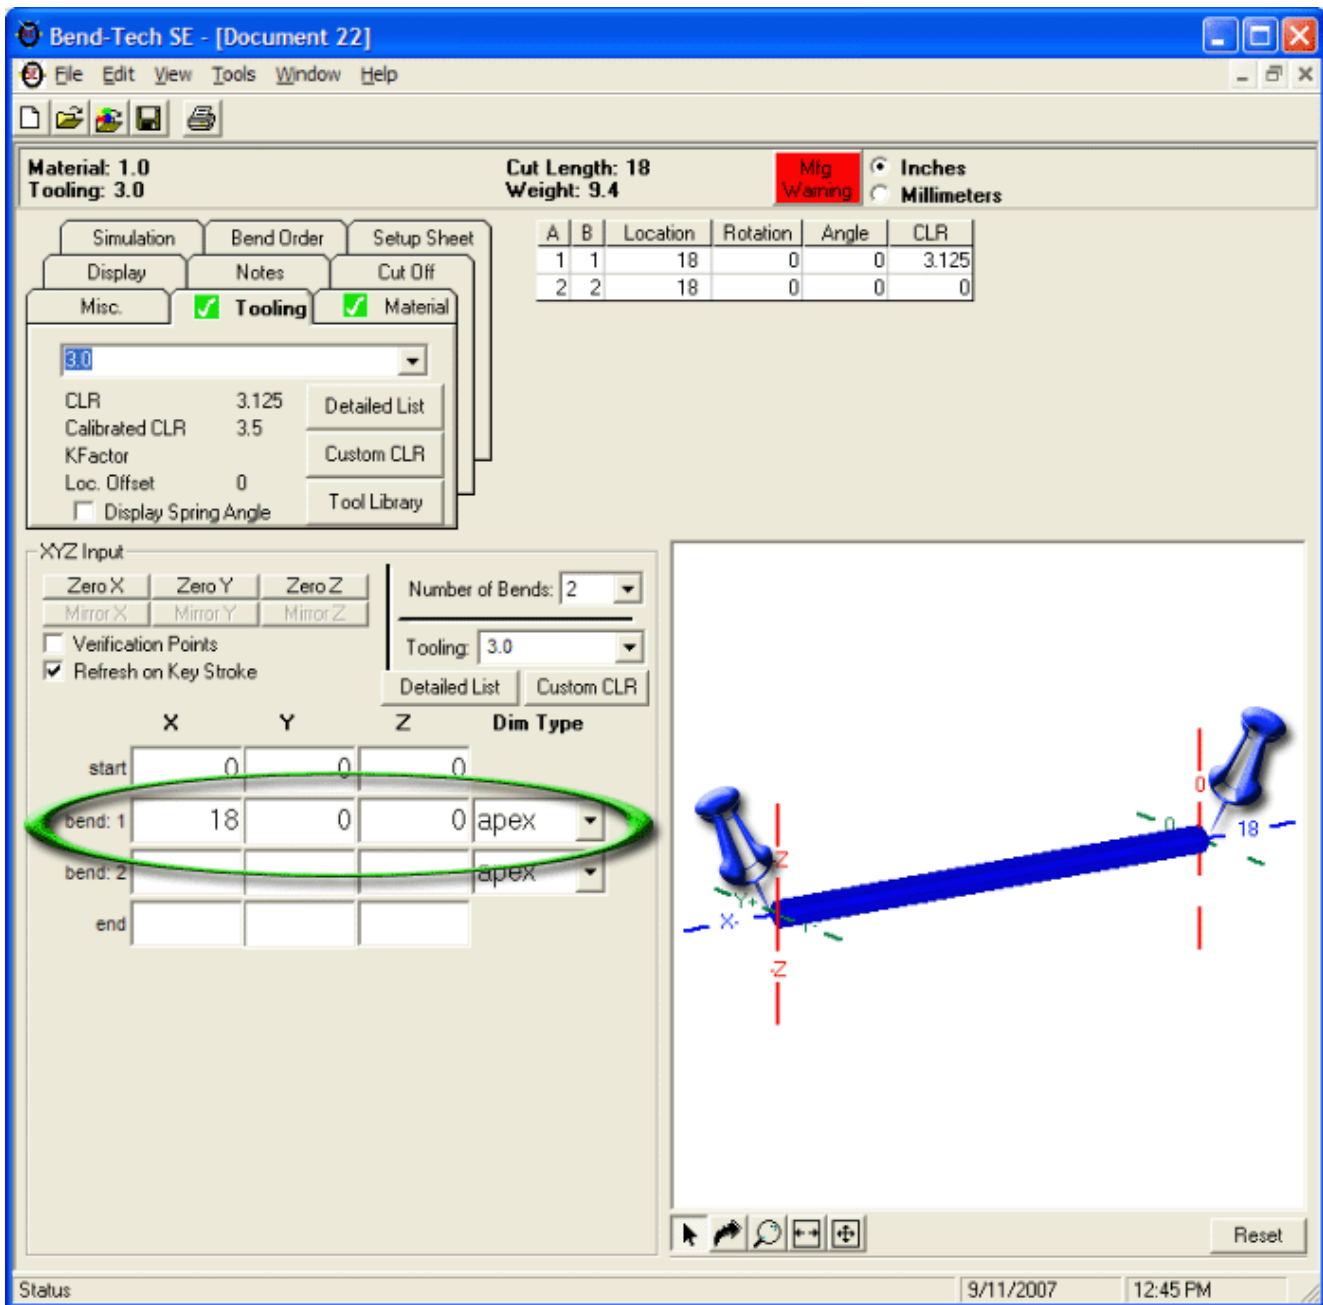 Bend-Tech SE - [Document 22]
File Edit View Tools Window Help
Material: 1.0
Tooling: 3.0
Cut Length: 18
Weight: 9.4
Mfg
Warning
Inches
Millimeters
Simulation Bend Order Setup Sheet
Display Notes Cut Off
Misc. Tooling Material
3.0
CLR 3.125
Calibrated CLR 3.5
KFactor
Loc. Offset 0
Display Spring Angle
Detailed List
Custom CLR
Tool Library
A B Location Rotation Angle CLR
1 1 18 0 0 3.125
2 2 18 0 0 0
XYZ Input
Zero X Zero Y Zero Z
Mirror X Mirror Y Mirror Z
Verification Points
Refresh on Key Stroke
Number of Bends: 2
Tooling: 3.0
Detailed List Custom CLR
X Y Z Dim Type
start 0 0 0
bend: 1 18 0 0 apex
bend: 2 apex
end
0
0 18
Z
Y+
X-
-Z
Reset
Status 9/11/2007 12:45 PM